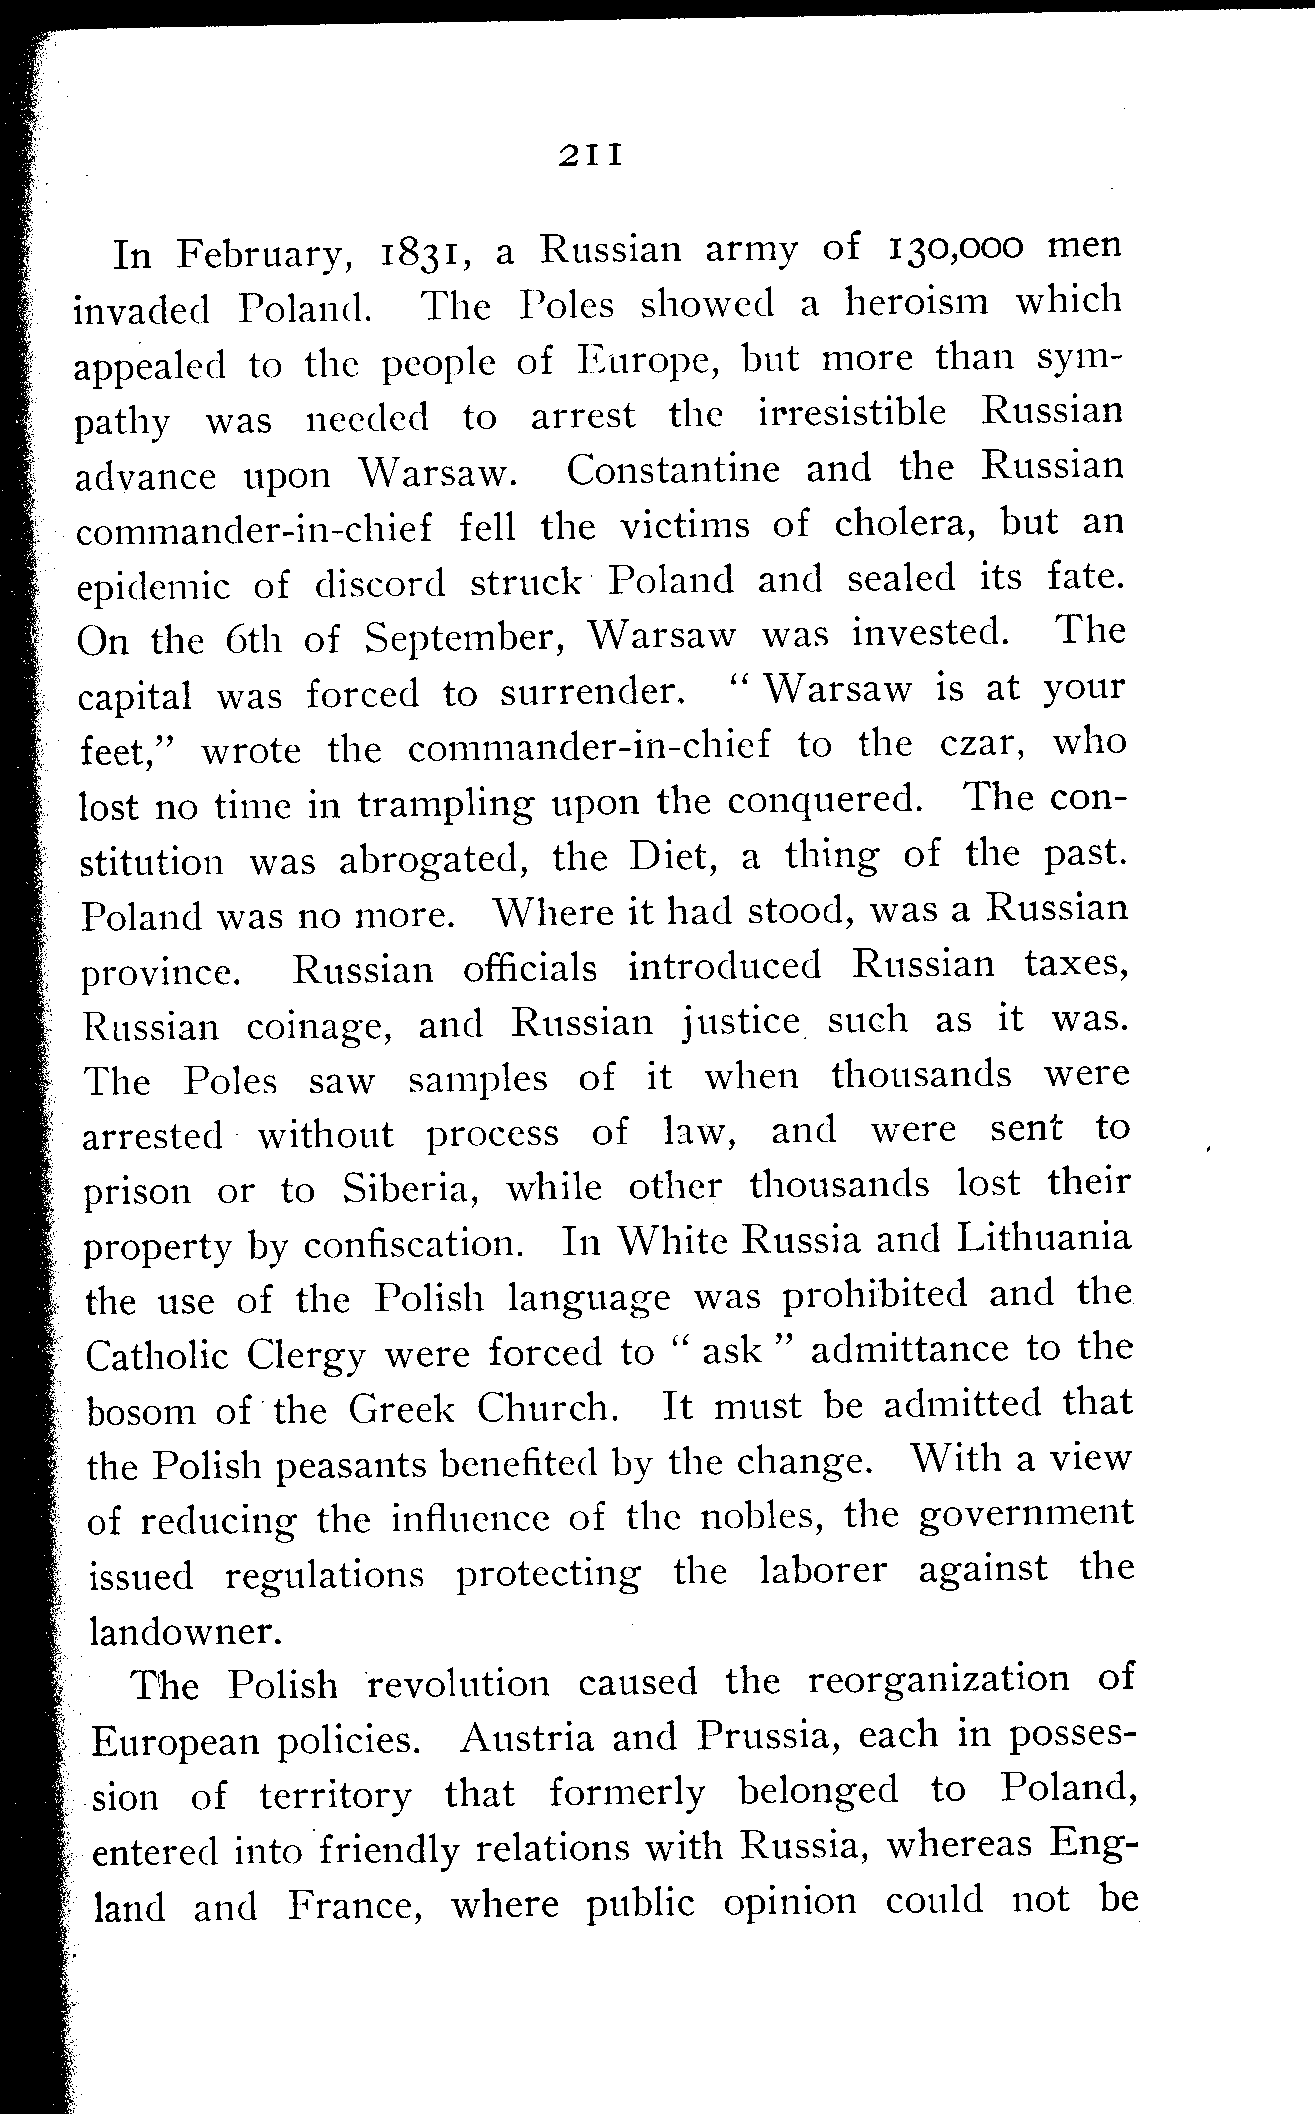 211
In February, 1831, a Russian army of 130,000 men
invaded Poland. The Poles showed a heroism which
appealed to the people of Europe, but more than sym-
pathy was needed to arrest the irresistible Russian
advance upon Warsaw. Constantine and the Russian
commander-in-chief fell the victims of cholera, but an
epidemic of discord struck Poland and sealed its fate.
On the 6th of September, Warsaw was invested. The
capital was forced to surrender. “ Warsaw is at your
feet,” wrote the commander-in-chief to the czar, who
lost no time in trampling upon the conquered. The con-
stitution was abrogated, the Diet, a thing of the past.
Poland was no more. Where it had stood, was a Russian
province. Russian officials introduced Russian taxes,
Russian coinage, and Russian justice such as it was.
The Poles saw samples of it when thousands were
arrested without process of law, and were sent to
prison or to Siberia, while other thousands lost their
property by confiscation. In White Russia and Lithuania
the use of the Polish language was prohibited and the
Catholic Clergy were forced to “ ask ” admittance to the
bosom of the Greek Church. It must be admitted that
the Polish peasants benefited by the change. With a view
of reducing the influence of the nobles, the government
issued regulations protecting the laborer against the
landowner.
The Polish revolution caused the reorganization of
European policies. Austria and Prussia, each in posses-
sion of territory that formerly belonged to Poland,
entered into friendly relations with Russia, whereas Eng-
land and France, where public opinion could not be